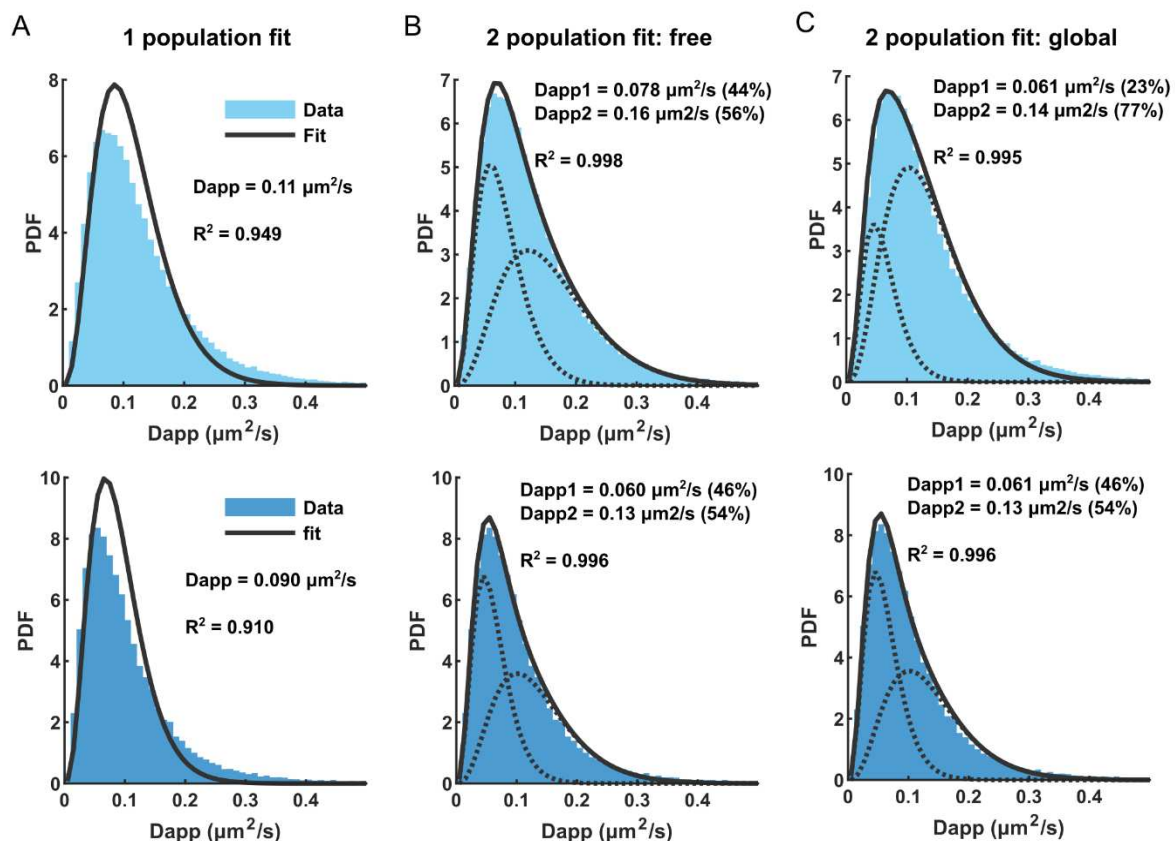 A
1 population fit
8
6
4
2
0
PDF
Data
Fit
Dapp = 0.11 µm²/s
R² = 0.949
0 0.1 0.2 0.3 0.4
Dapp (µm²/s)
B
2 population fit: free
7
6
5
4
3
2
1
0
PDF
Dapp1 = 0.078 µm²/s (44%)
Dapp2 = 0.16 µm2/s (56%)
R² = 0.998
0 0.1 0.2 0.3 0.4
Dapp (µm²/s)
C
2 population fit: global
7
6
5
4
3
2
1
0
PDF
Dapp1 = 0.061 µm²/s (23%)
Dapp2 = 0.14 µm2/s (77%)
R² = 0.995
0 0.1 0.2 0.3 0.4
Dapp (µm²/s)
10
8
6
4
2
0
PDF
Data
fit
Dapp = 0.090 µm²/s
R² = 0.910
0 0.1 0.2 0.3 0.4
Dapp (µm²/s)
10
8
6
4
2
0
PDF
Dapp1 = 0.060 µm²/s (46%)
Dapp2 = 0.13 µm2/s (54%)
R² = 0.996
0 0.1 0.2 0.3 0.4
Dapp (µm²/s)
10
8
6
4
2
0
PDF
Dapp1 = 0.061 µm²/s (46%)
Dapp2 = 0.13 µm2/s (54%)
R² = 0.996
0 0.1 0.2 0.3 0.4
Dapp (µm²/s)